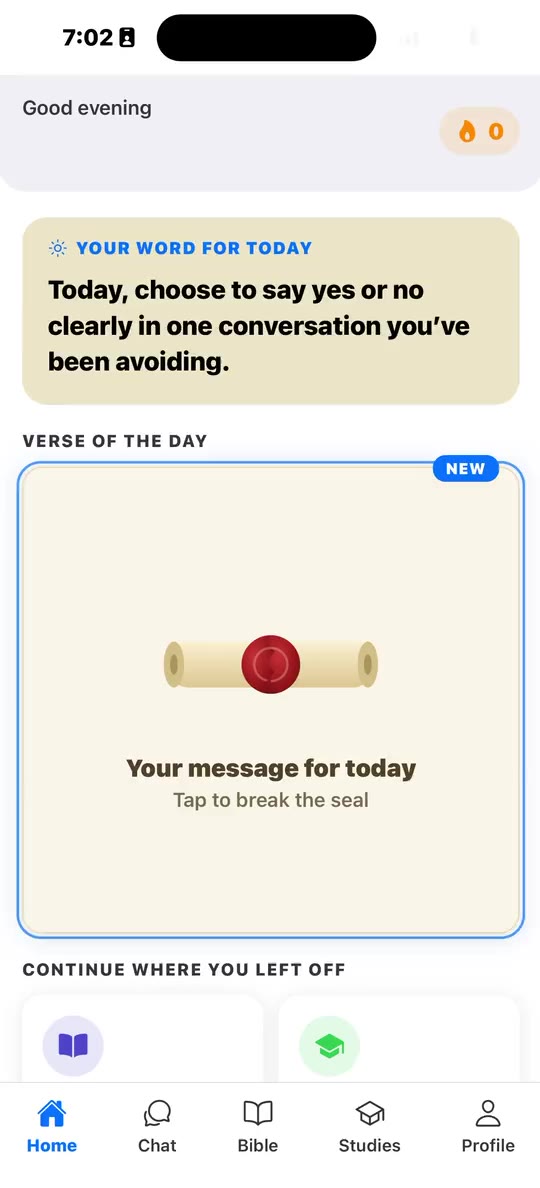 7:02
Good evening
0
YOUR WORD FOR TODAY
Today, choose to say yes or no
clearly in one conversation you’ve
been avoiding.
VERSE OF THE DAY
NEW
Your message for today
Tap to break the seal
CONTINUE WHERE YOU LEFT OFF
Home
Chat
Bible
Studies
Profile